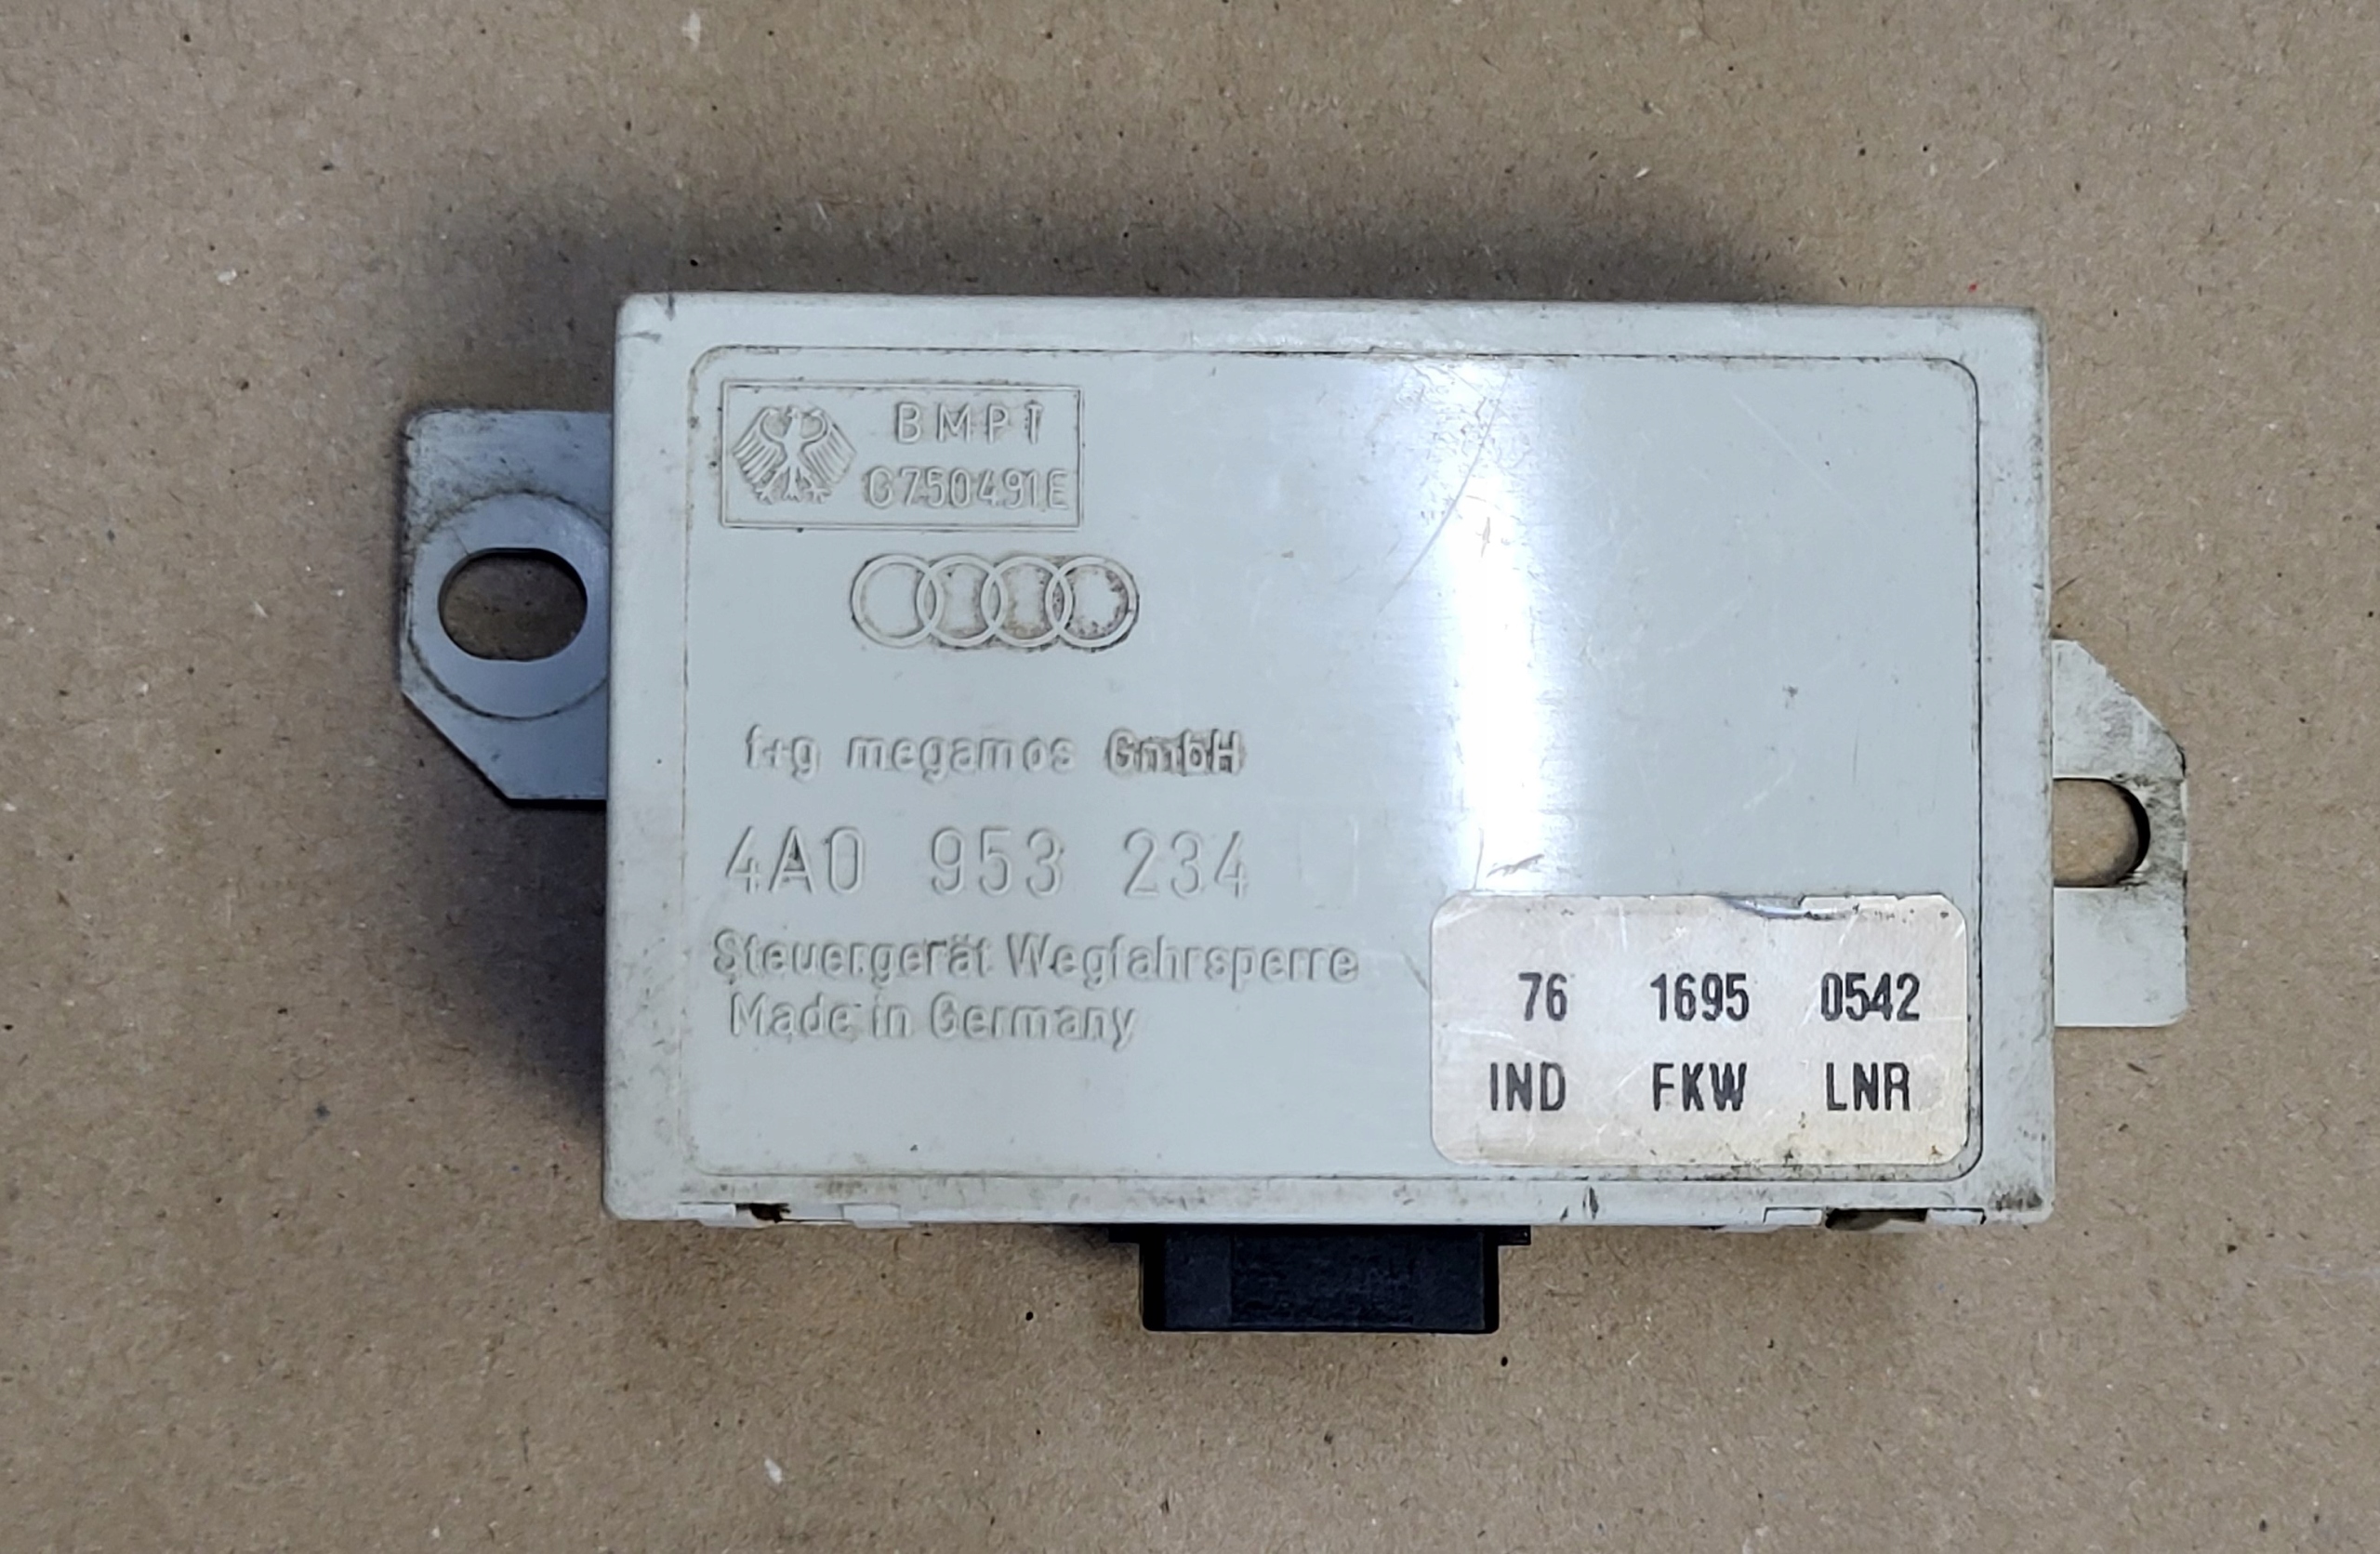 BMPT
G750491E
f+g megamos GmbH
4A0 953 234
Steuergerät Wegfahrsperre
Made in Germany
76 1695 0542
IND FKW LNR